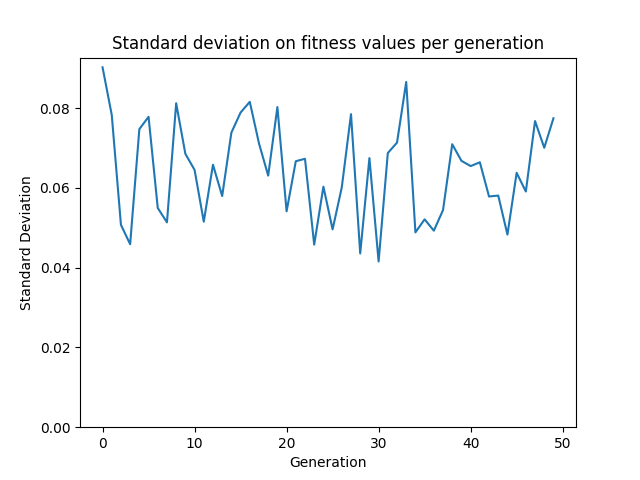 Standard deviation on fitness values per generation
0.08
0.06
0.04
0.02
0.00
Standard Deviation
0 10 20 30 40 50
Generation